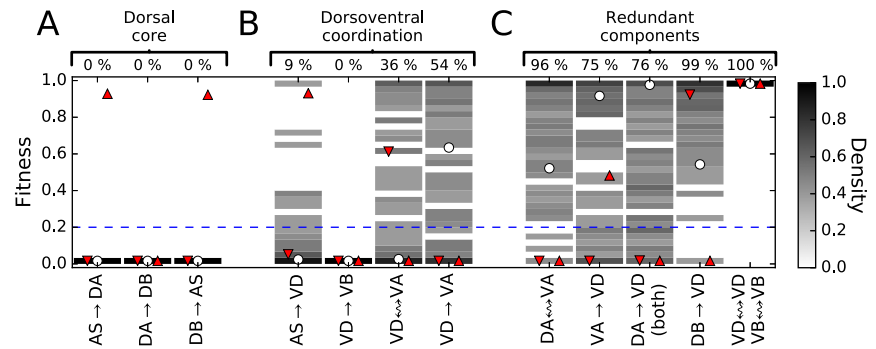 A
B
C
Dorsal
core
Dorsoventral
coordination
Redundant
components
0 % 0 % 0 %
9 % 0 % 36 % 54 %
96 % 75 % 76 % 99 % 100 %
1.0
0.8
0.6
0.4
0.2
0.0
Fitness
1.0
0.8
0.6
0.4
0.2
0.0
Density
AS → DA
DA → DB
DB → AS
AS → VD
VD → VB
VD⬳VA
VD → VA
DA⬳VA
VA → VD
DA → VD
(both)
DB → VD
VD⬳VD
VB⬳VB